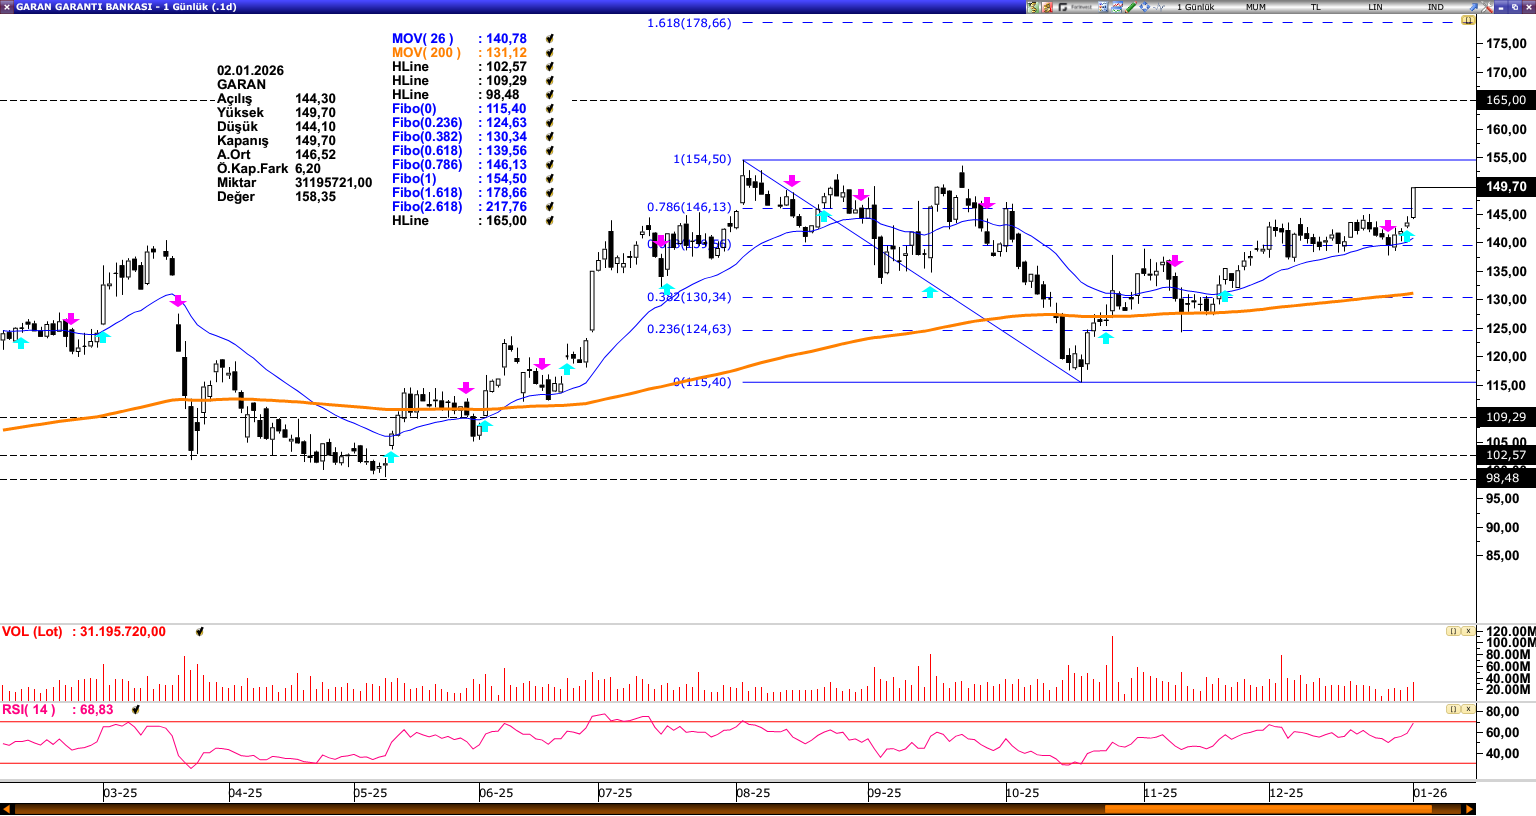 GARAN GARANTI BANKASI - 1 Günlük (.1d)
1 Günlük MUM TL LIN IND
1.618(178,66)
MOV( 26 ) : 140,78
MOV( 200 ) : 131,12
HLine : 102,57
HLine : 109,29
HLine : 98,48
Fibo(0) : 115,40
Fibo(0.236) : 124,63
Fibo(0.382) : 130,34
Fibo(0.618) : 139,56
Fibo(0.786) : 146,13
Fibo(1) : 154,50
Fibo(1.618) : 178,66
Fibo(2.618) : 217,76
HLine : 165,00
02.01.2026
GARAN
Açılış 144,30
Yüksek 149,70
Düşük 144,10
Kapanış 149,70
A.Ort 146,52
Ö.Kap.Fark 6,20
Miktar 31195721,00
Değer 158,35
1(154,50)
0.786(146,13)
0.382(130,34)
0.236(124,63)
0(115,40)
175,00
170,00
165,00
160,00
155,00
149,70
145,00
140,00
135,00
130,00
125,00
120,00
115,00
109,29
105,00
102,57
98,48
95,00
90,00
85,00
VOL (Lot) : 31.195.720,00
120.00M
100.00M
80.00M
60.00M
40.00M
20.00M
RSI( 14 ) : 68,83
80,00
60,00
40,00
03-25 04-25 05-25 06-25 07-25 08-25 09-25 10-25 11-25 12-25 01-26